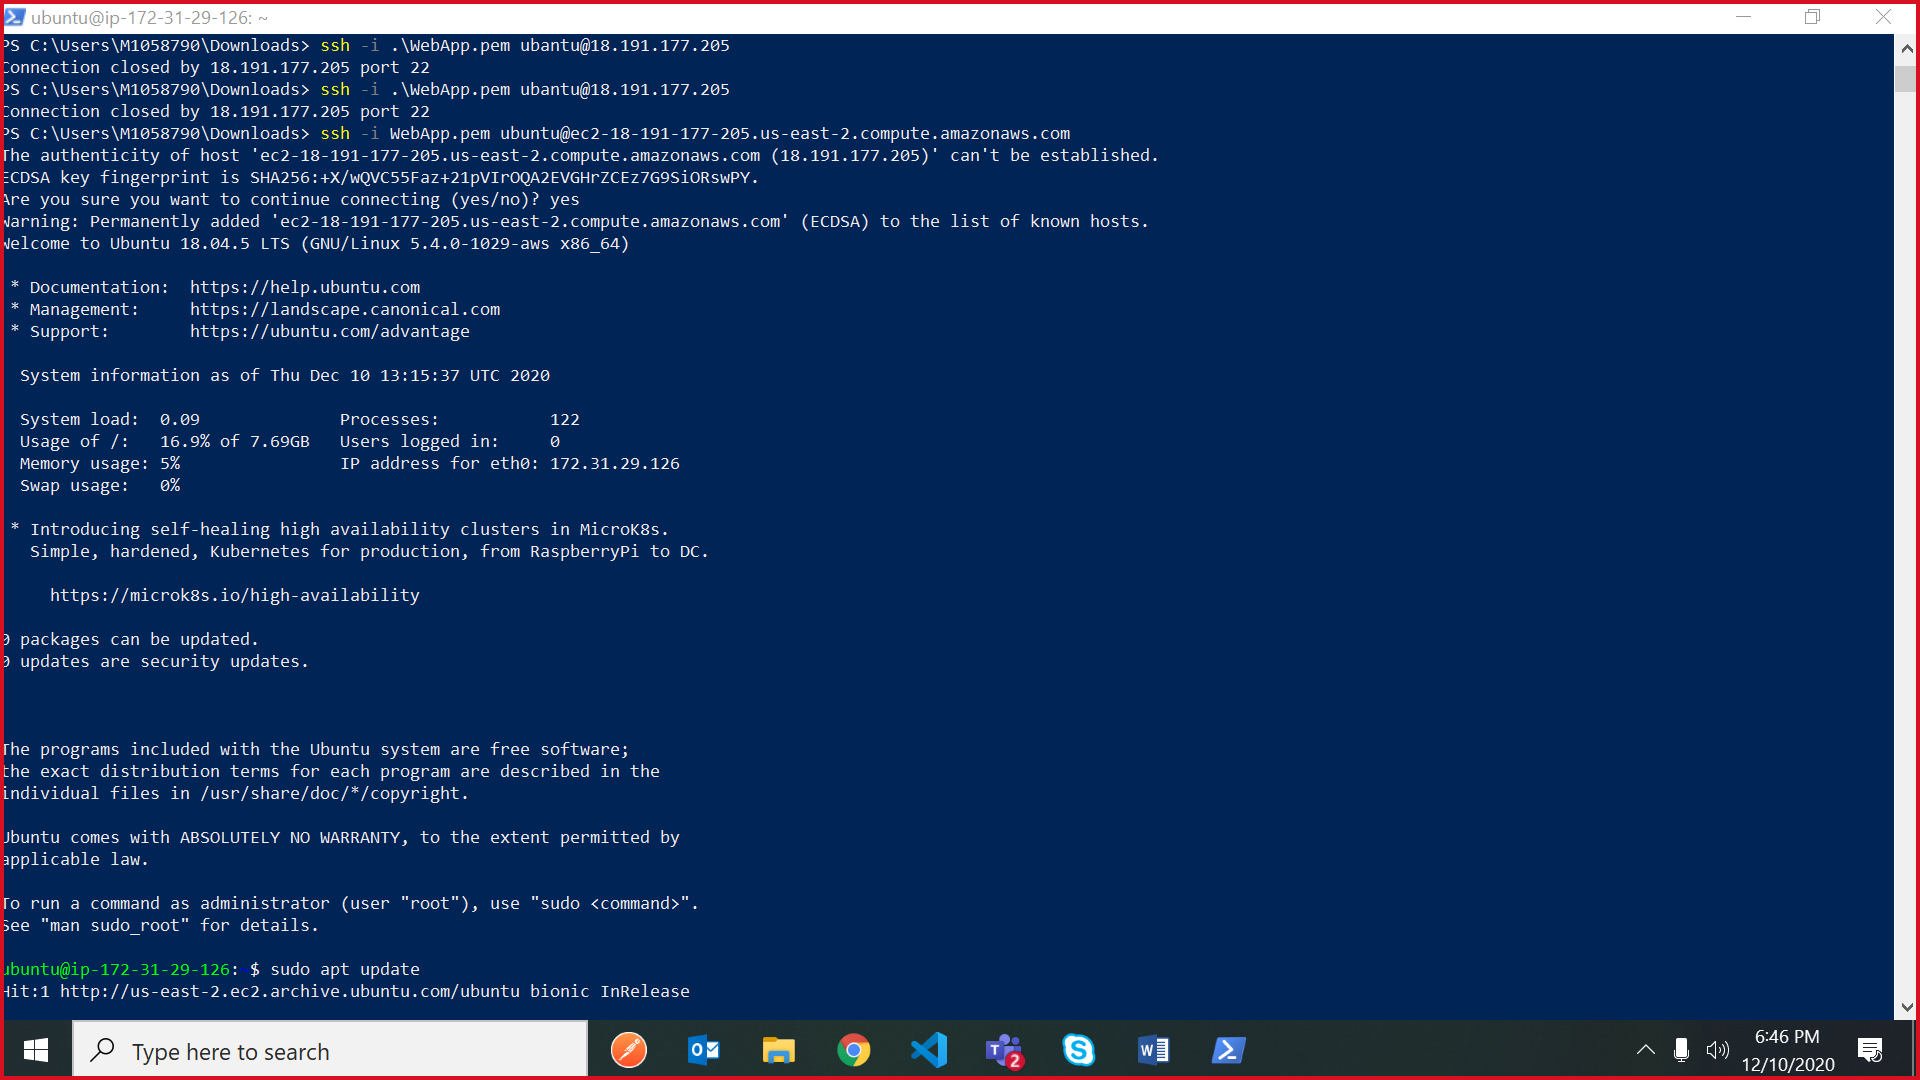 ubuntu@ip-172-31-29-126: ~
PS C:\Users\M1058790\Downloads> ssh -i .\WebApp.pem ubantu@18.191.177.205
Connection closed by 18.191.177.205 port 22
PS C:\Users\M1058790\Downloads> ssh -i .\WebApp.pem ubantu@18.191.177.205
Connection closed by 18.191.177.205 port 22
PS C:\Users\M1058790\Downloads> ssh -i WebApp.pem ubuntu@ec2-18-191-177-205.us-east-2.compute.amazonaws.com
The authenticity of host 'ec2-18-191-177-205.us-east-2.compute.amazonaws.com (18.191.177.205)' can't be established.
ECDSA key fingerprint is SHA256:+X/wQVC55Faz+21pVIrOQA2EVGHrZCEz7G9SiORswPY.
Are you sure you want to continue connecting (yes/no)? yes
Warning: Permanently added 'ec2-18-191-177-205.us-east-2.compute.amazonaws.com' (ECDSA) to the list of known hosts.
Welcome to Ubuntu 18.04.5 LTS (GNU/Linux 5.4.0-1029-aws x86_64)
* Documentation:  https://help.ubuntu.com
* Management:     https://landscape.canonical.com
* Support:        https://ubuntu.com/advantage
System information as of Thu Dec 10 13:15:37 UTC 2020
System load:  0.09              Processes:           122
Usage of /:   16.9% of 7.69GB   Users logged in:     0
Memory usage: 5%                IP address for eth0: 172.31.29.126
Swap usage:   0%
* Introducing self-healing high availability clusters in MicroK8s.
Simple, hardened, Kubernetes for production, from RaspberryPi to DC.
https://microk8s.io/high-availability
0 packages can be updated.
0 updates are security updates.
The programs included with the Ubuntu system are free software;
the exact distribution terms for each program are described in the
individual files in /usr/share/doc/*/copyright.
Ubuntu comes with ABSOLUTELY NO WARRANTY, to the extent permitted by
applicable law.
To run a command as administrator (user "root"), use "sudo <command>".
See "man sudo_root" for details.
ubuntu@ip-172-31-29-126:~$ sudo apt update
Hit:1 http://us-east-2.ec2.archive.ubuntu.com/ubuntu bionic InRelease
Type here to search
2
6:46 PM
12/10/2020